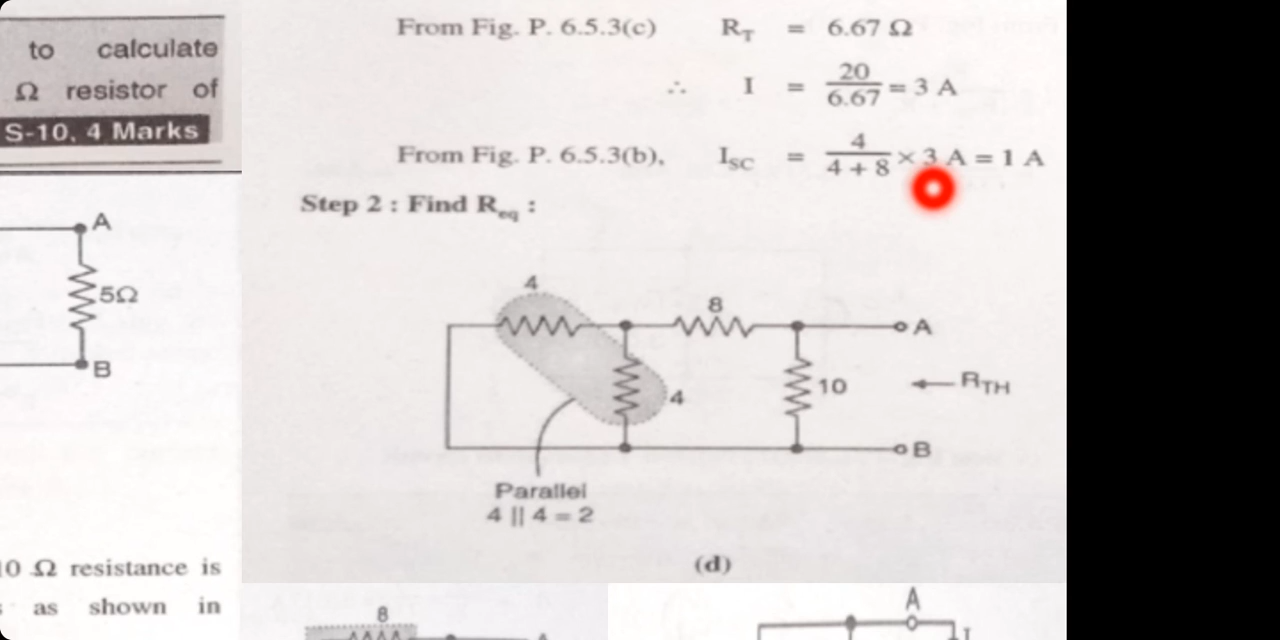 to calculate
Ω resistor of
S-10, 4 Marks
A
5Ω
B
10 Ω resistance is
as shown in
From Fig. P. 6.5.3(c) R_T = 6.67 Ω
∴ I = 20/6.67 = 3 A
From Fig. P. 6.5.3(b), I_SC = 4/(4 + 8) × 3 A = 1 A
Step 2 : Find R_eq :
4
8
A
4
10
R_TH
B
Parallel
4 || 4 = 2
(d)
8
A